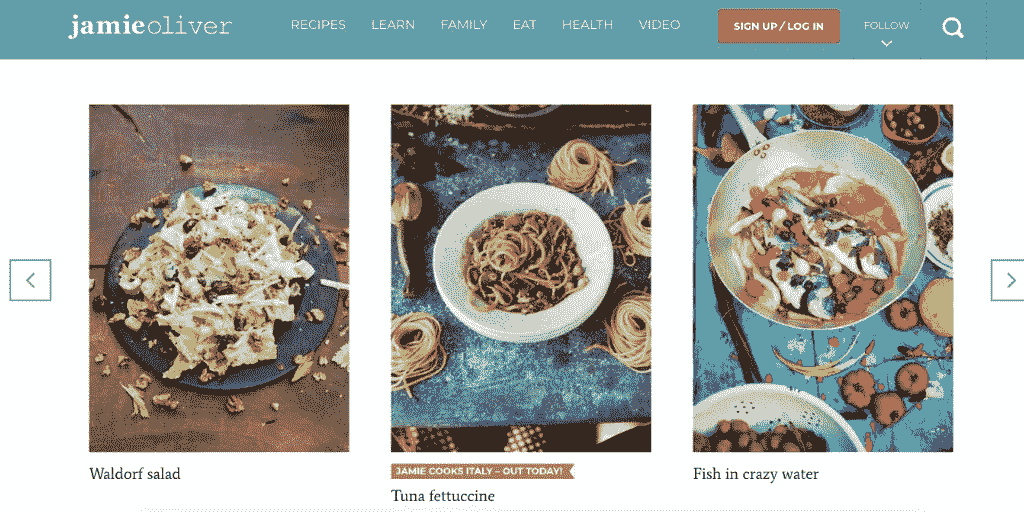 jamieoliver RECIPES LEARN FAMILY EAT HEALTH VIDEO SIGN UP / LOG IN FOLLOW
Waldorf salad
JAMIE COOKS ITALY – OUT TODAY!
Tuna fettuccine
Fish in crazy water